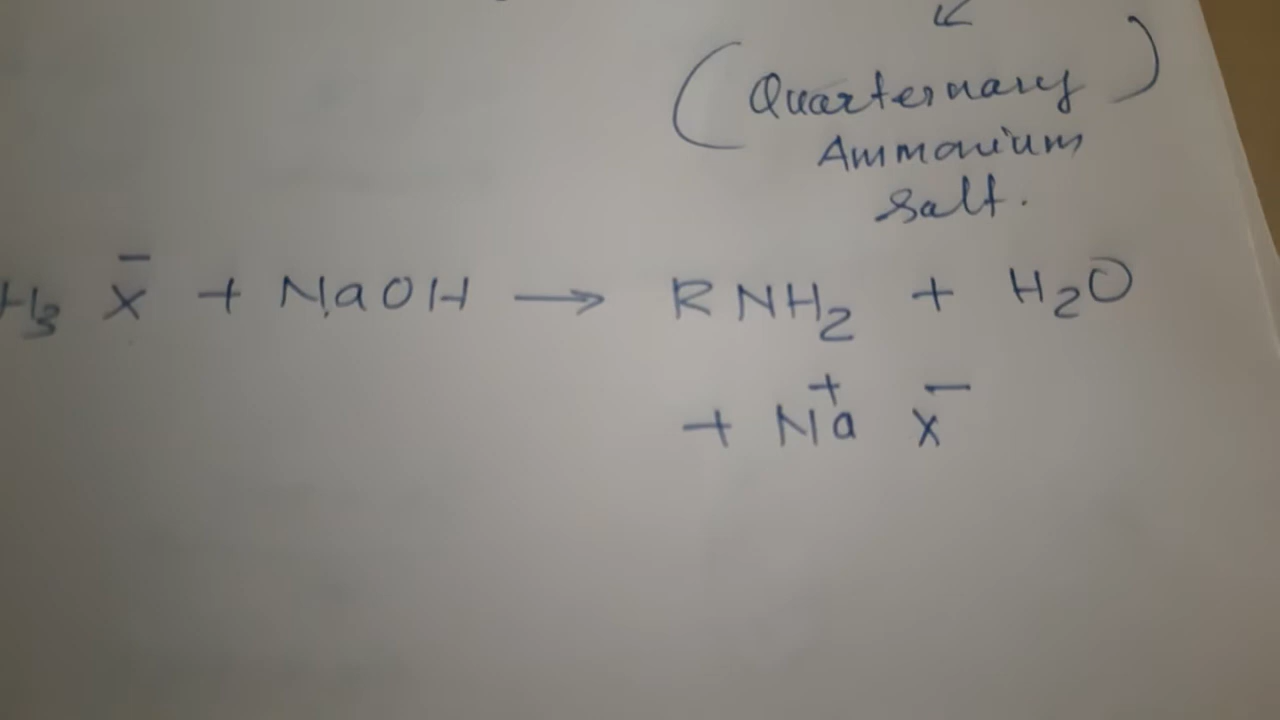 (Quarternary)
Ammonium
Salt.
H₃ X⁻ + NaOH → RNH₂ + H₂O
+ Na⁺ X⁻